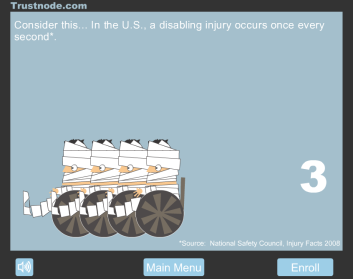 Trustnode.com
Consider this... In the U.S., a disabling injury occurs once every
second*.
3
*Source: National Safety Council, Injury Facts 2008
Main Menu
Enroll